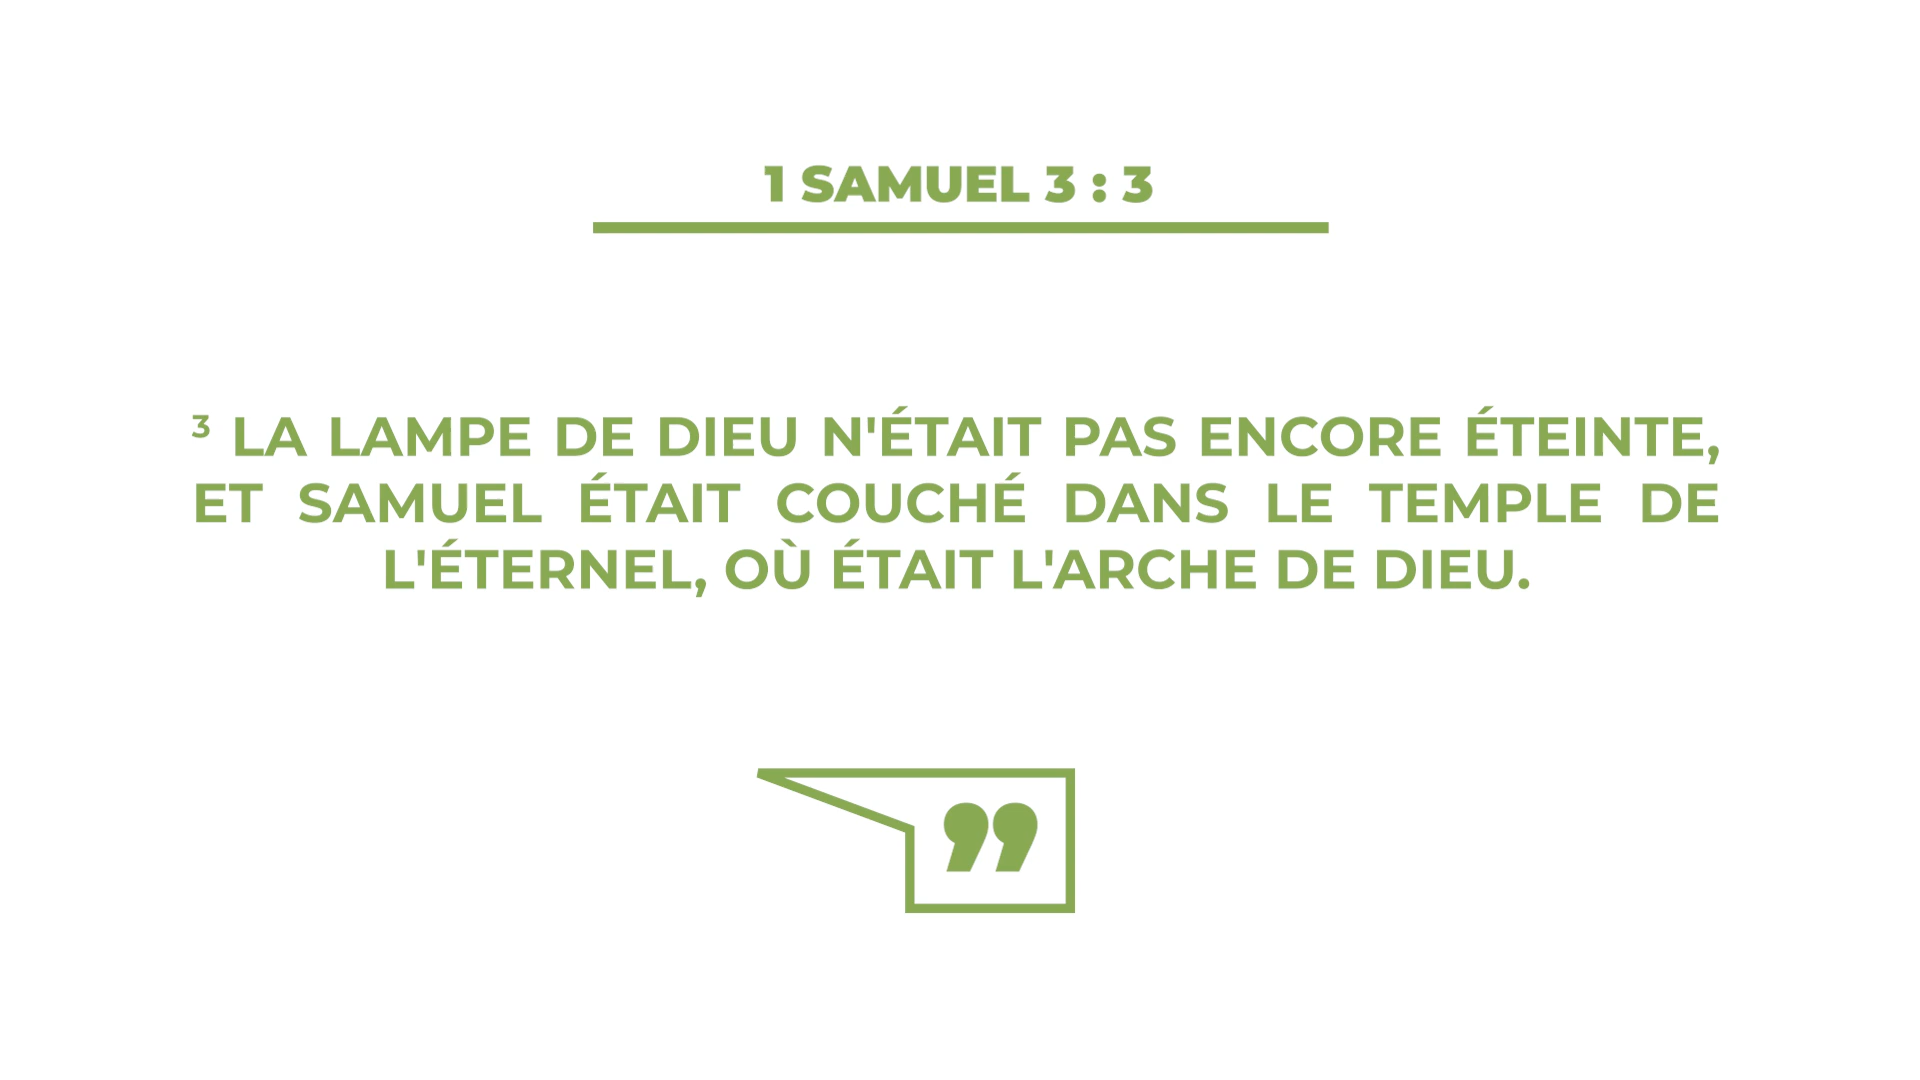 1 SAMUEL 3 : 3
³ LA LAMPE DE DIEU N'ÉTAIT PAS ENCORE ÉTEINTE,
ET SAMUEL ÉTAIT COUCHÉ DANS LE TEMPLE DE
L'ÉTERNEL, OÙ ÉTAIT L'ARCHE DE DIEU.
”